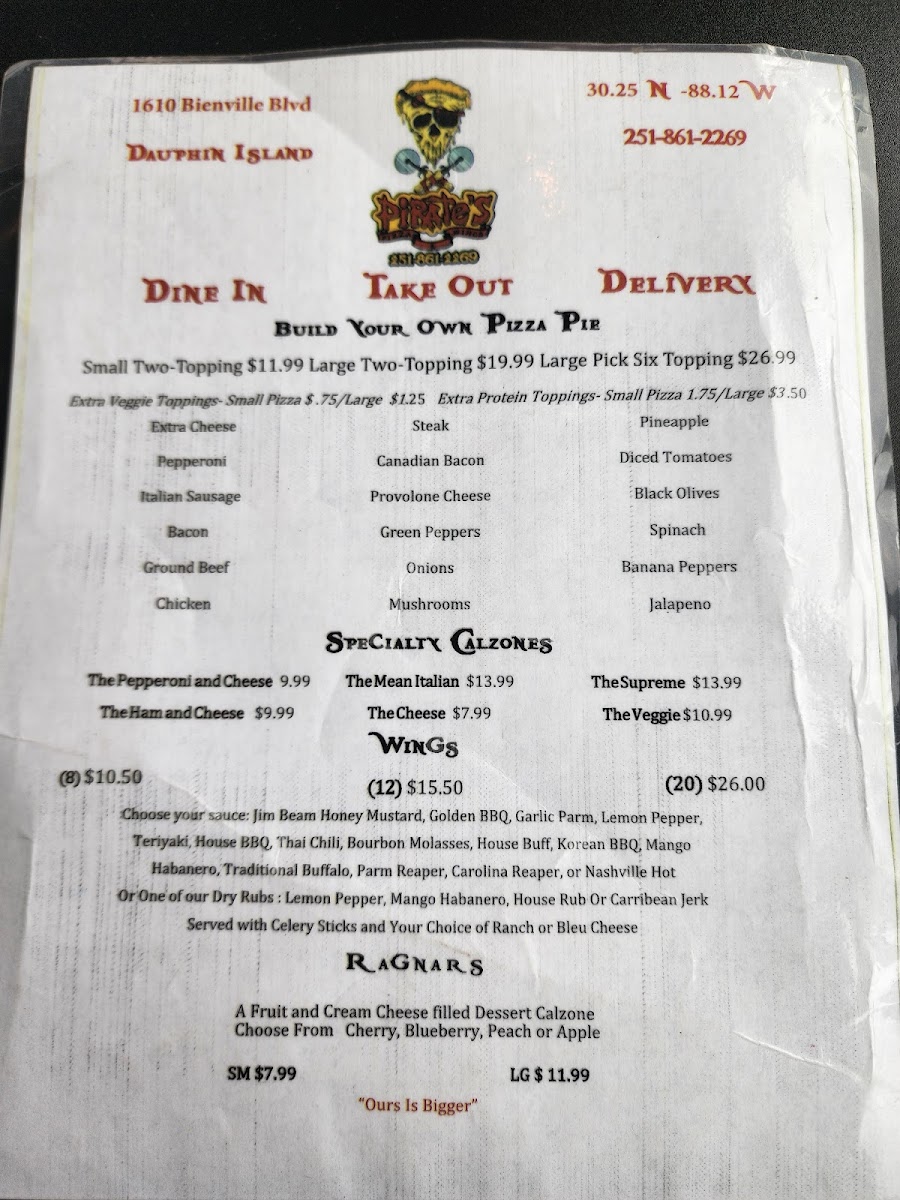 1610 Bienville Blvd
Dauphin Island
30.25 N -88.12 W
251-861-2269
PIRATE'S
PIZZA WINGS
251-861-2269
Dine In Take Out Delivery
Build Your Own Pizza Pie
Small Two-Topping $11.99 Large Two-Topping $19.99 Large Pick Six Topping $26.99
Extra Veggie Toppings- Small Pizza $ .75/Large $1.25 Extra Protein Toppings- Small Pizza 1.75/Large $3.50
Extra Cheese Steak Pineapple
Pepperoni Canadian Bacon Diced Tomatoes
Italian Sausage Provolone Cheese Black Olives
Bacon Green Peppers Spinach
Ground Beef Onions Banana Peppers
Chicken Mushrooms Jalapeno
Specialty Calzones
The Pepperoni and Cheese 9.99 The Mean Italian $13.99 The Supreme $13.99
The Ham and Cheese $9.99 The Cheese $7.99 The Veggie $10.99
Wings
(8) $10.50 (12) $15.50 (20) $26.00
Choose your sauce: Jim Beam Honey Mustard, Golden BBQ, Garlic Parm, Lemon Pepper,
Teriyaki, House BBQ, Thai Chili, Bourbon Molasses, House Buff, Korean BBQ, Mango
Habanero, Traditional Buffalo, Parm Reaper, Carolina Reaper, or Nashville Hot
Or One of our Dry Rubs : Lemon Pepper, Mango Habanero, House Rub Or Carribean Jerk
Served with Celery Sticks and Your Choice of Ranch or Bleu Cheese
Ragnars
A Fruit and Cream Cheese filled Dessert Calzone
Choose From Cherry, Blueberry, Peach or Apple
SM $7.99 LG $ 11.99
"Ours Is Bigger"